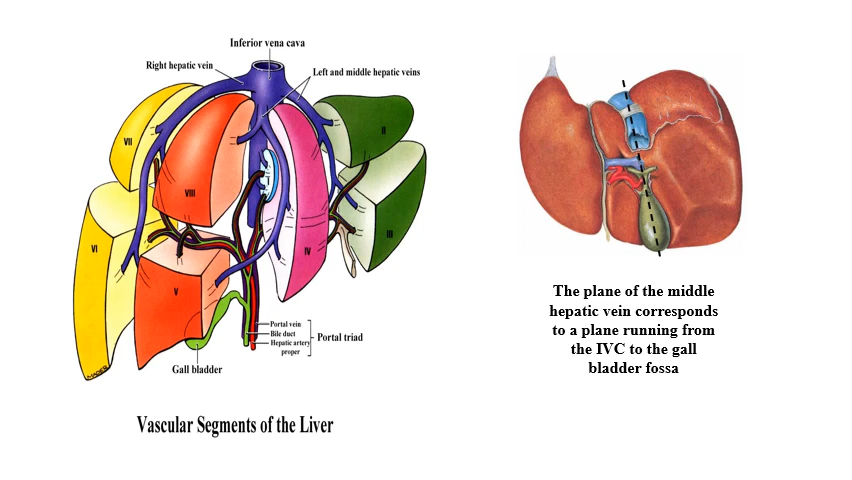 Inferior vena cava
Right hepatic vein
Left and middle hepatic veins
II
VII
I
VIII
III
VI
IV
V
Portal vein
Bile duct
Hepatic artery
proper
Portal triad
Gall bladder
Vascular Segments of the Liver
The plane of the middle
hepatic vein corresponds
to a plane running from
the IVC to the gall
bladder fossa